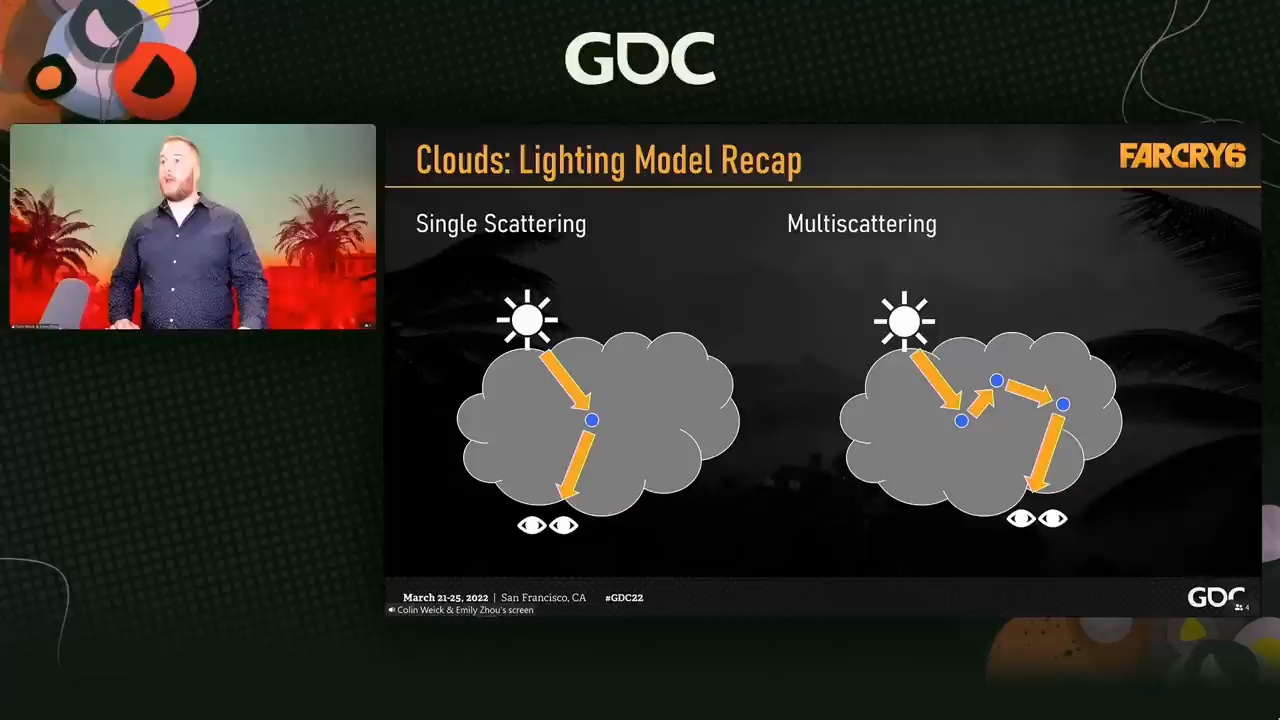 GDC
Clouds: Lighting Model Recap
FARCRY6
Single Scattering
Multiscattering
March 21-25, 2022 | San Francisco, CA #GDC22
GDC
Colin Weick & Emily Zhou's screen
4